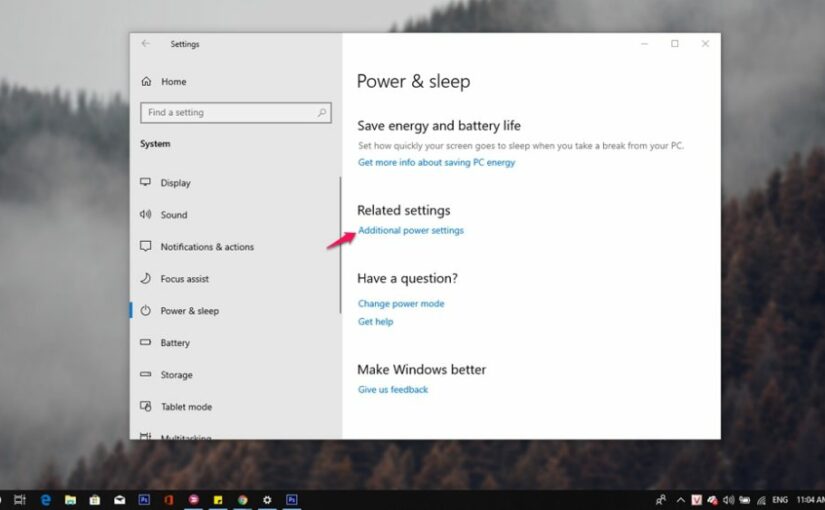 Settings
Home
Find a setting
System
Display
Sound
Notifications & actions
Focus assist
Power & sleep
Battery
Storage
Tablet mode
Multitasking
Power & sleep
Save energy and battery life
Set how quickly your screen goes to sleep when you take a break from your PC.
Get more info about saving PC energy
Related settings
Additional power settings
Have a question?
Change power mode
Get help
Make Windows better
Give us feedback
Ps
Ps
V
ENG
11:04 AM